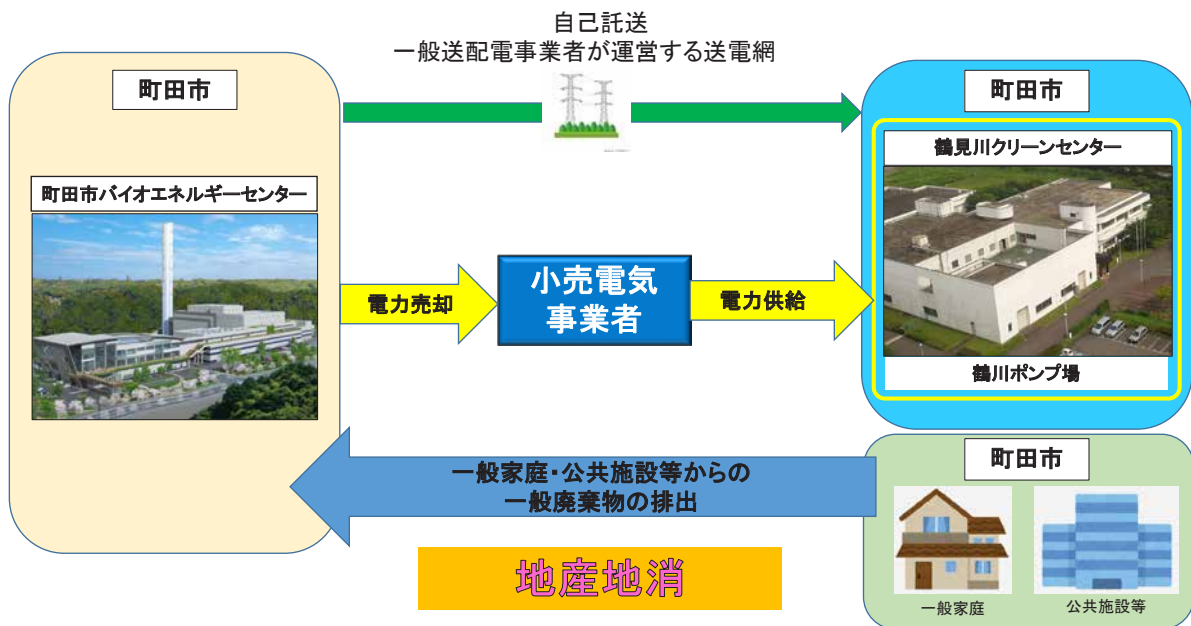 自己託送
一般送配電事業者が運営する送電網
町田市
町田市バイオエネルギーセンター
電力売却
小売電気
事業者
電力供給
町田市
鶴見川クリーンセンター
鶴川ポンプ場
一般家庭・公共施設等からの
一般廃棄物の排出
地産地消
町田市
一般家庭
公共施設等